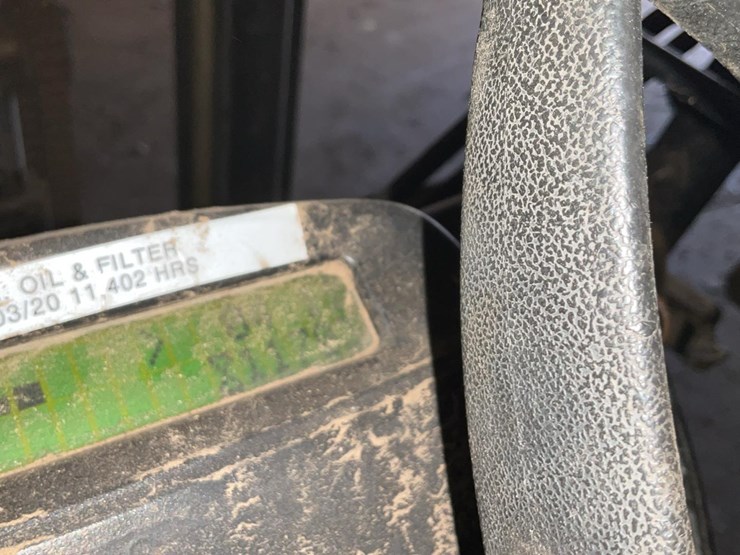 OIL & FILTER
03/20 11,402 HRS